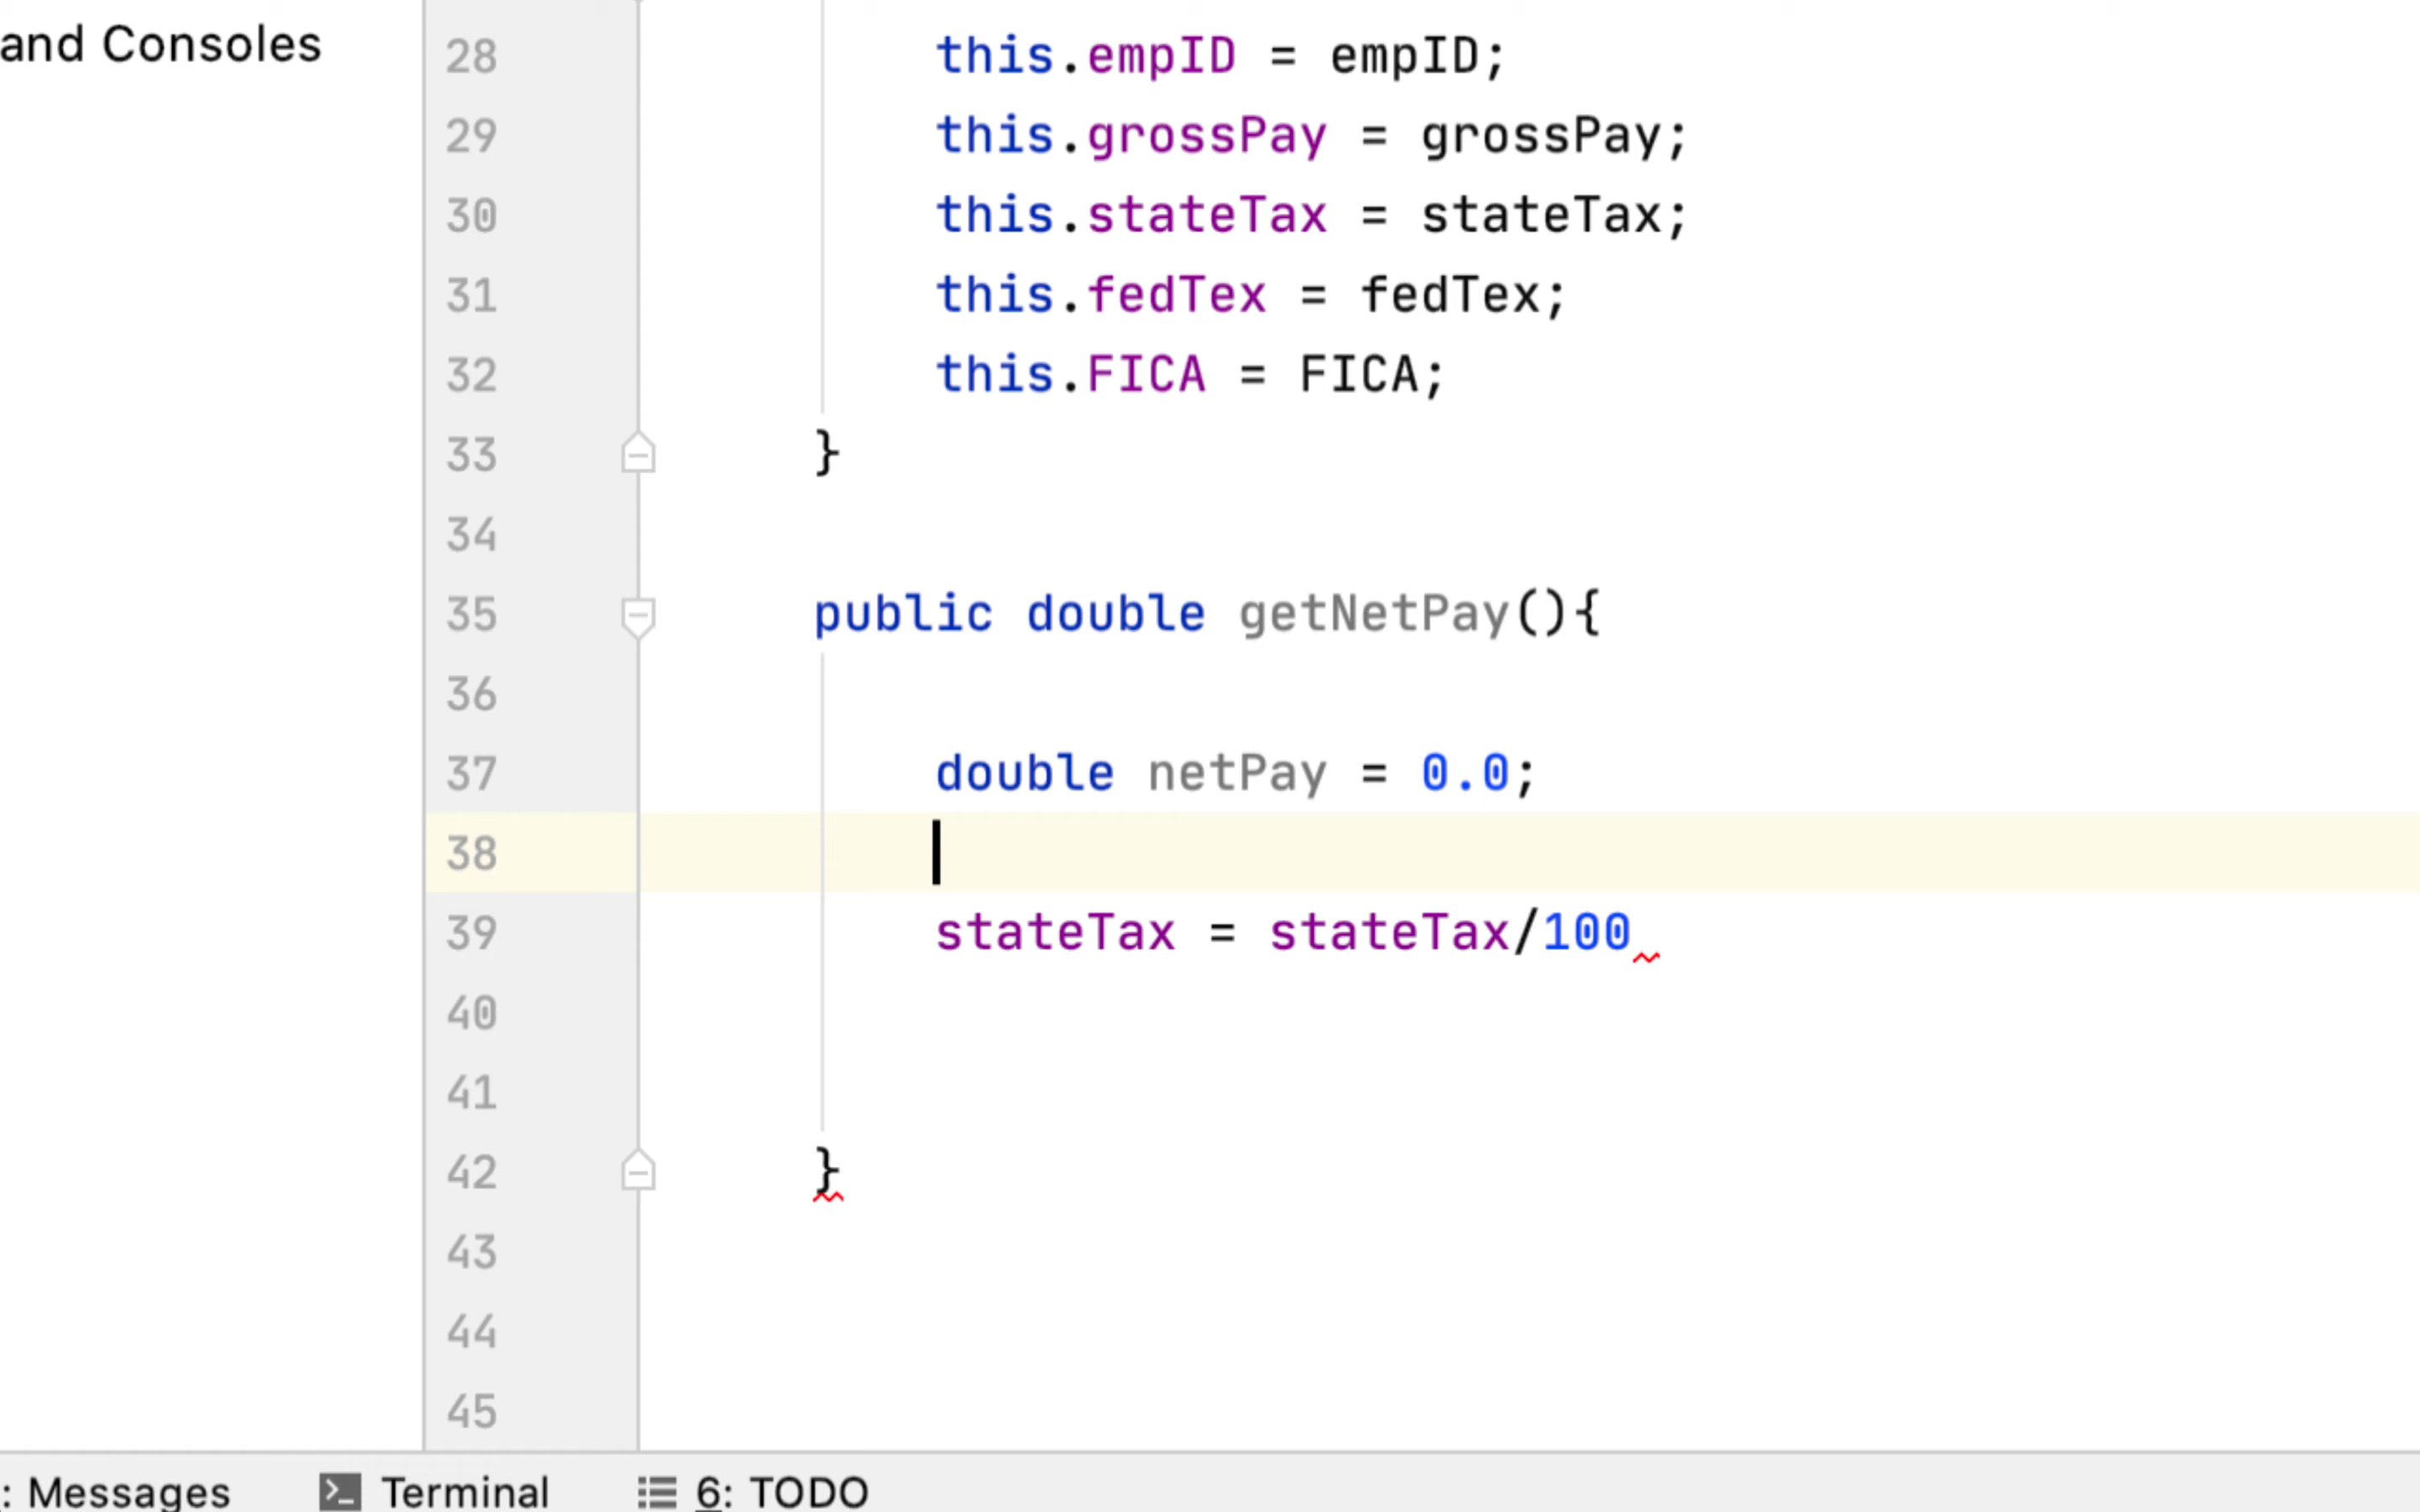 and Consoles
28 this.empID = empID;
29 this.grossPay = grossPay;
30 this.stateTax = stateTax;
31 this.fedTex = fedTex;
32 this.FICA = FICA;
33 }
34
35 public double getNetPay(){
36
37 double netPay = 0.0;
38
39 stateTax = stateTax/100
40
41
42 }
43
44
45
: Messages Terminal 6: TODO